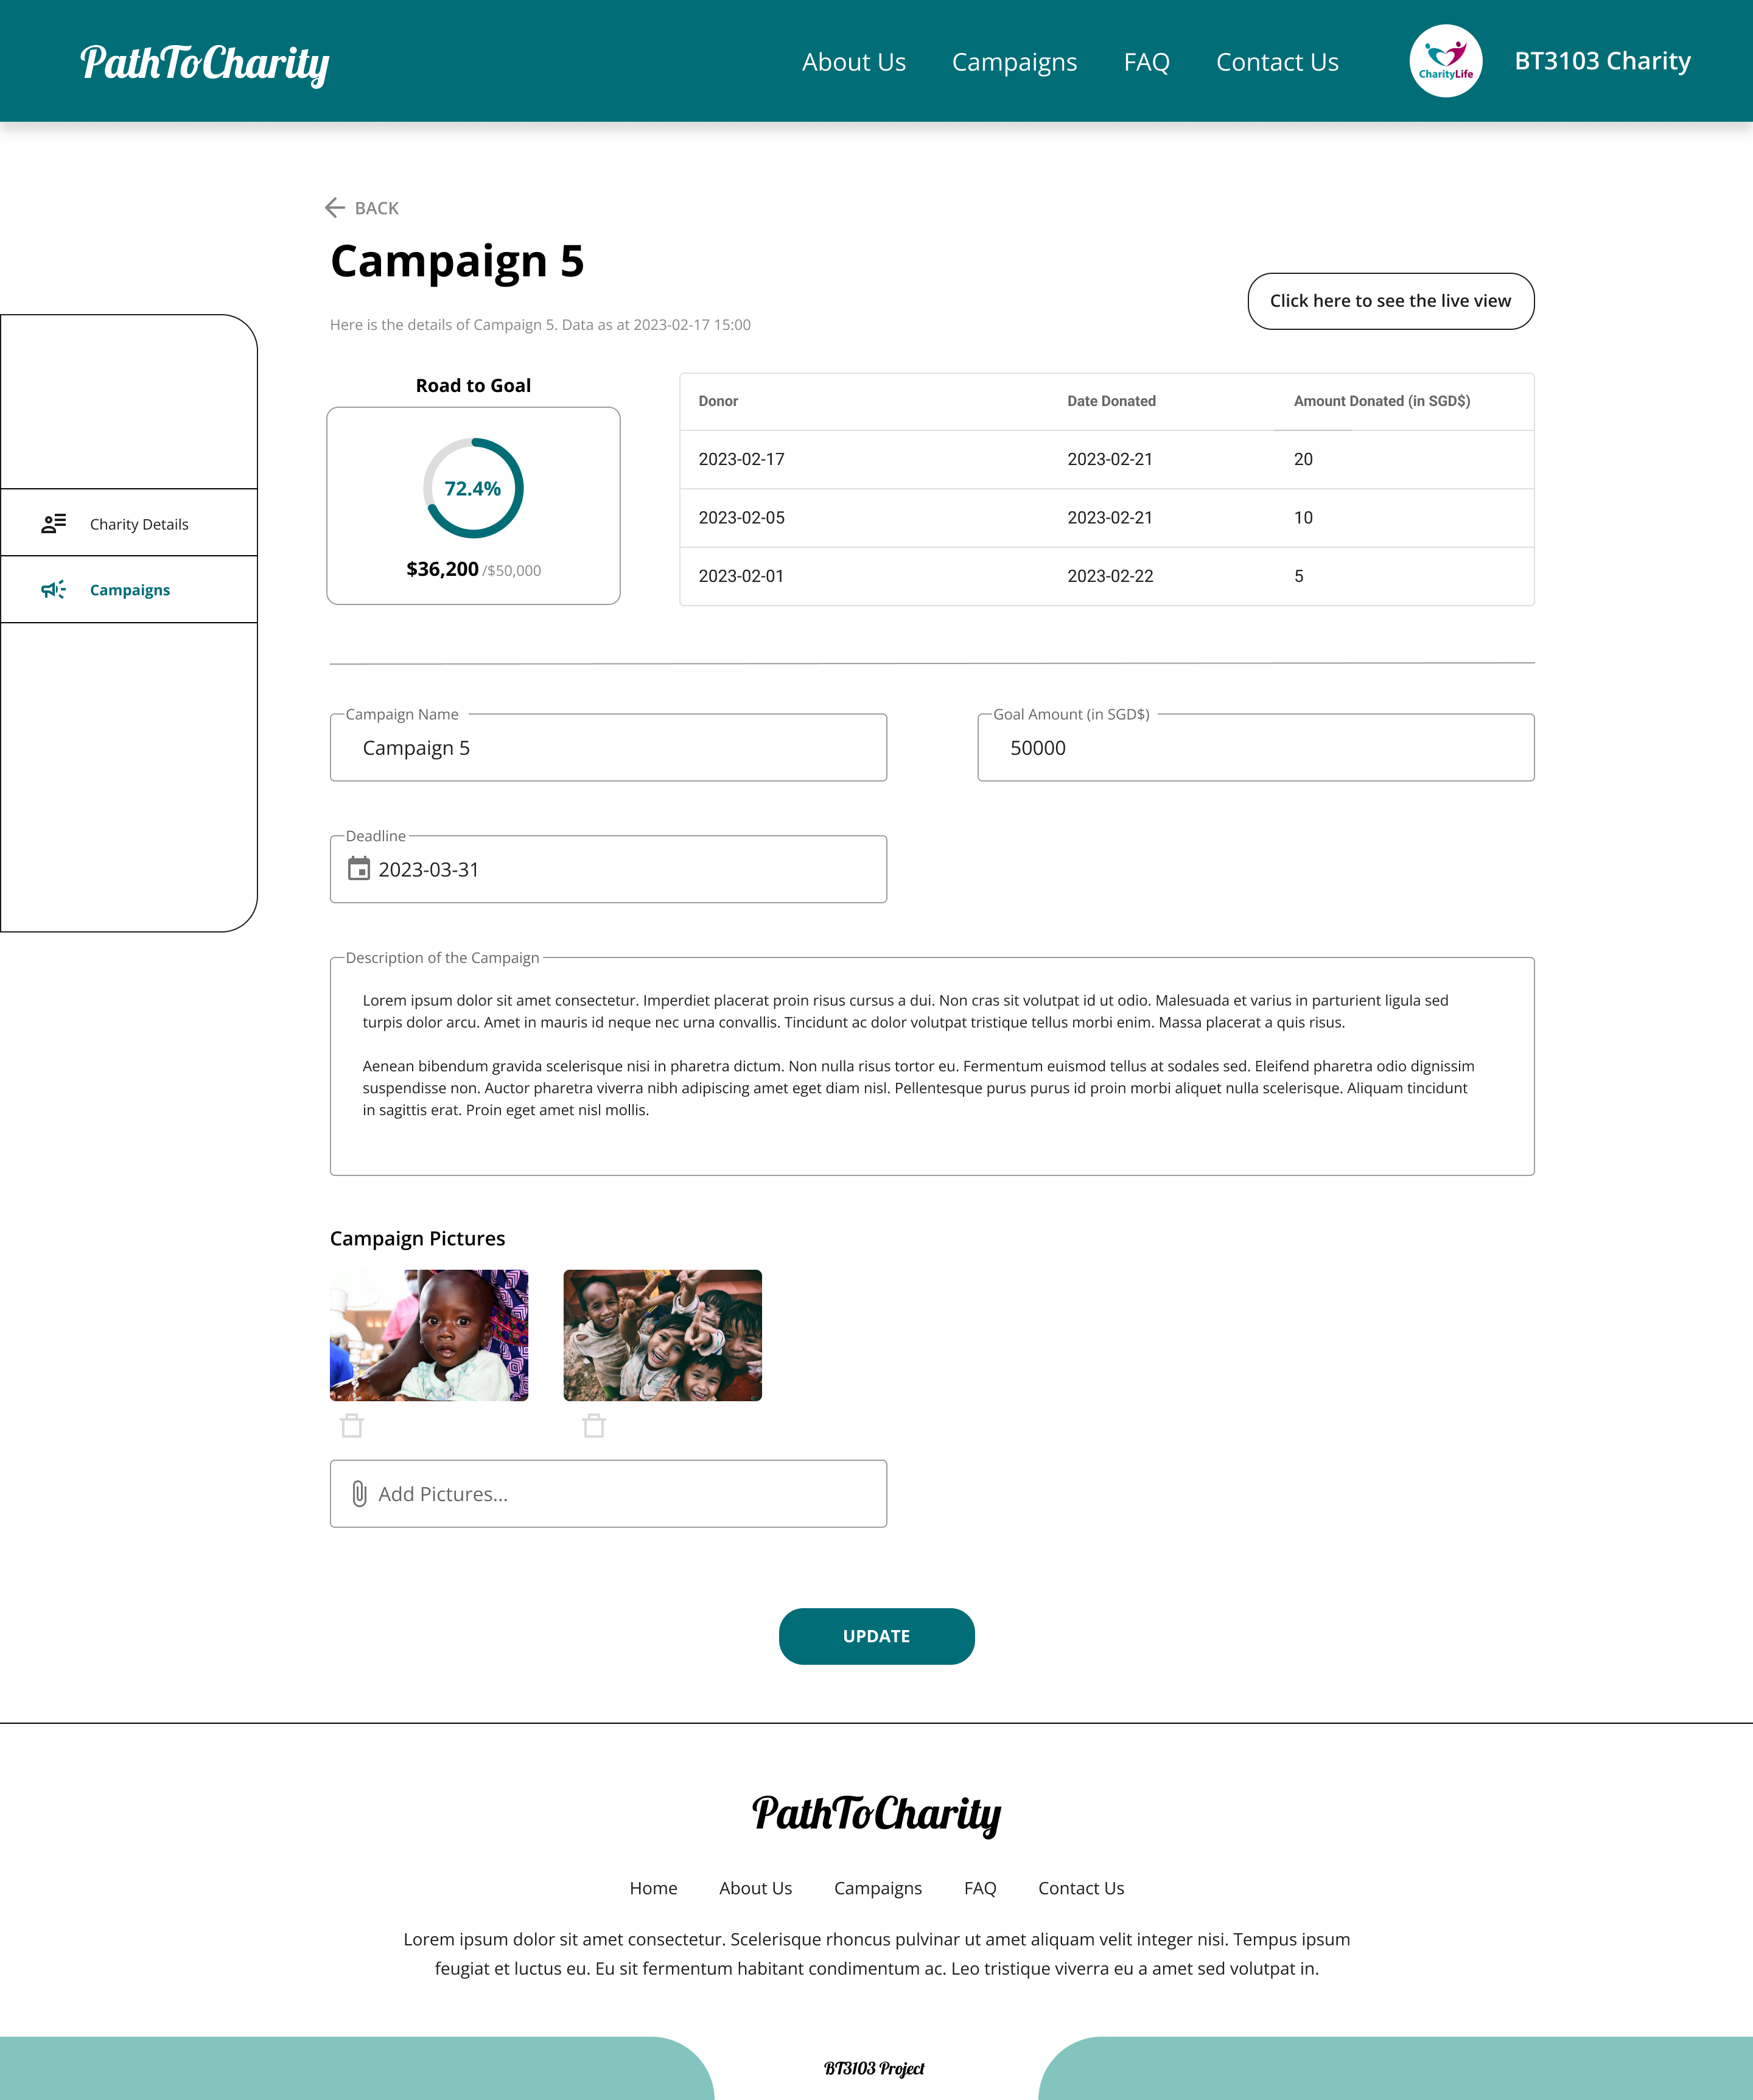 PathToCharity
About Us
Campaigns
FAQ
Contact Us
CharityLife
BT3103 Charity
BACK
Campaign 5
Click here to see the live view
Here is the details of Campaign 5. Data as at 2023-02-17 15:00
Charity Details
Campaigns
Road to Goal
72.4%
$36,200 /$50,000
Donor Date Donated Amount Donated (in SGD$)
2023-02-17 2023-02-21 20
2023-02-05 2023-02-21 10
2023-02-01 2023-02-22 5
Campaign Name
Campaign 5
Goal Amount (in SGD$)
50000
Deadline
2023-03-31
Description of the Campaign
Lorem ipsum dolor sit amet consectetur. Imperdiet placerat proin risus cursus a dui. Non cras sit volutpat id ut odio. Malesuada et varius in parturient ligula sed
turpis dolor arcu. Amet in mauris id neque nec urna convallis. Tincidunt ac dolor volutpat tristique tellus morbi enim. Massa placerat a quis risus.
Aenean bibendum gravida scelerisque nisi in pharetra dictum. Non nulla risus tortor eu. Fermentum euismod tellus at sodales sed. Eleifend pharetra odio dignissim
suspendisse non. Auctor pharetra viverra nibh adipiscing amet eget diam nisl. Pellentesque purus purus id proin morbi aliquet nulla scelerisque. Aliquam tincidunt
in sagittis erat. Proin eget amet nisl mollis.
Campaign Pictures
Add Pictures...
UPDATE
PathToCharity
Home About Us Campaigns FAQ Contact Us
Lorem ipsum dolor sit amet consectetur. Scelerisque rhoncus pulvinar ut amet aliquam velit integer nisi. Tempus ipsum
feugiat et luctus eu. Eu sit fermentum habitant condimentum ac. Leo tristique viverra eu a amet sed volutpat in.
BT3103 Project